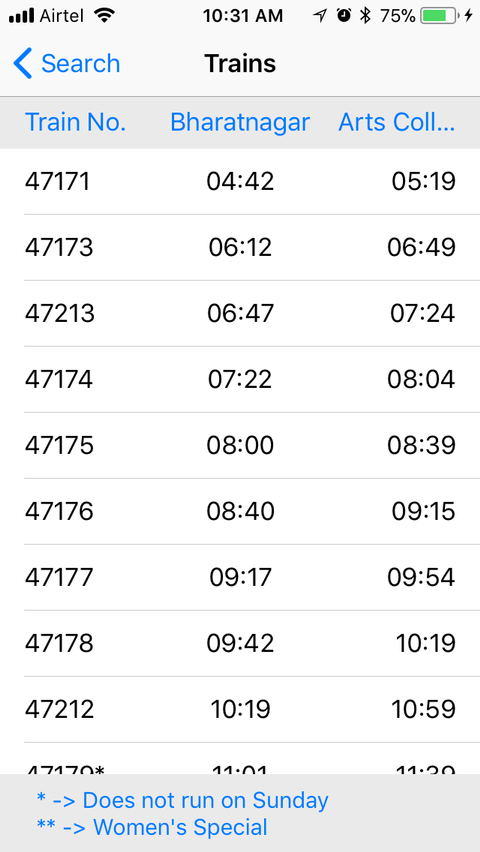 Airtel 10:31 AM 75%
Search Trains
Train No. Bharatnagar Arts Coll...
47171 04:42 05:19
47173 06:12 06:49
47213 06:47 07:24
47174 07:22 08:04
47175 08:00 08:39
47176 08:40 09:15
47177 09:17 09:54
47178 09:42 10:19
47212 10:19 10:59
47179* 11:01 11:39
* -> Does not run on Sunday
** -> Women's Special